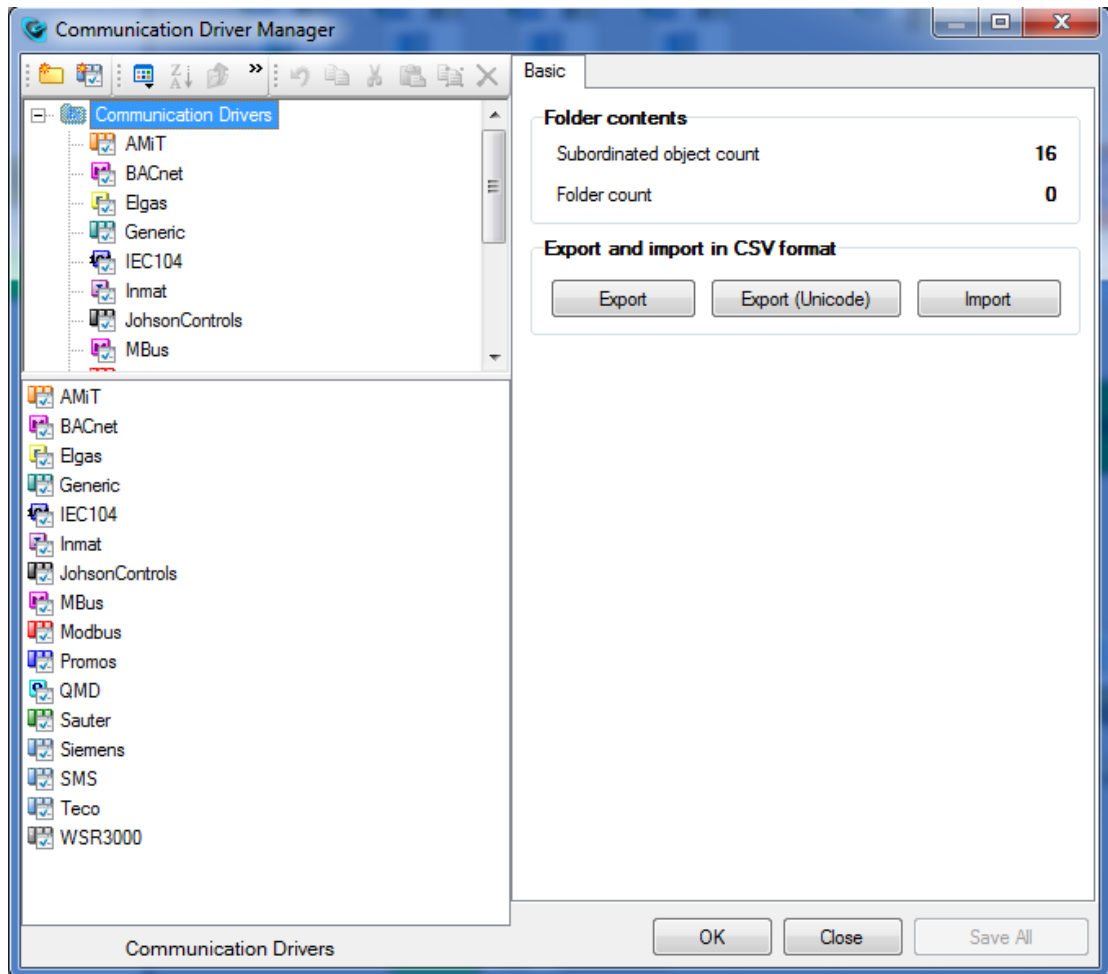 Communication Driver Manager
Basic
Communication Drivers
AMiT
BACnet
Elgas
Generic
IEC104
Inmat
JohsonControls
MBus
AMiT
BACnet
Elgas
Generic
IEC104
Inmat
JohsonControls
MBus
Modbus
Promos
QMD
Sauter
Siemens
SMS
Teco
WSR3000
Communication Drivers
Folder contents
Subordinated object count 16
Folder count 0
Export and import in CSV format
Export Export (Unicode) Import
OK Close Save All